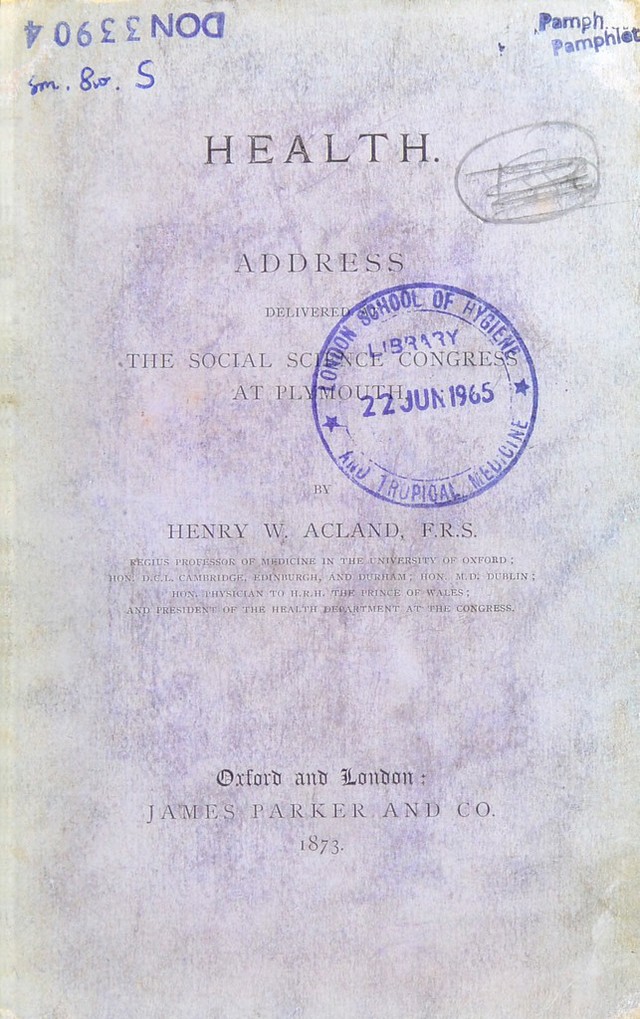 DON 33904
Sm. 8vo. S
Pamph
Pamphlet
HEALTH.
ADDRESS
DELIVERED
THE SOCIAL SCIENCE CONGRESS
AT PLYMOUTH,
LONDON SCHOOL OF HYGIENE
LIBRARY
22 JUN 1965
AND TROPICAL MEDICINE
BY
HENRY W. ACLAND, F.R.S.
REGIUS PROFESSOR OF MEDICINE IN THE UNIVERSITY OF OXFORD;
HON. D.C.L. CAMBRIDGE, EDINBURGH, AND DURHAM; HON. M.D. DUBLIN;
HON. PHYSICIAN TO H.R.H. THE PRINCE OF WALES;
AND PRESIDENT OF THE HEALTH DEPARTMENT AT THE CONGRESS.
Oxford and London:
JAMES PARKER AND CO.
1873.